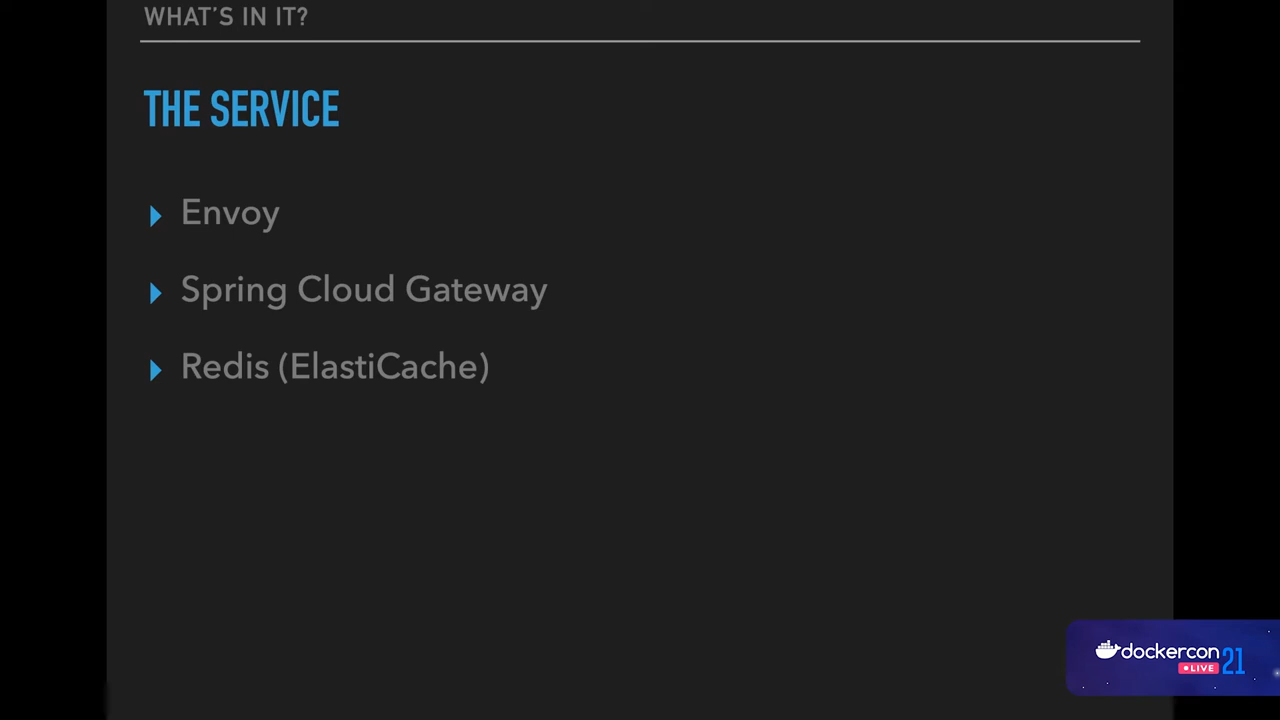 WHAT'S IN IT?
THE SERVICE
Envoy
Spring Cloud Gateway
Redis (ElastiCache)
dockercon
LIVE 21